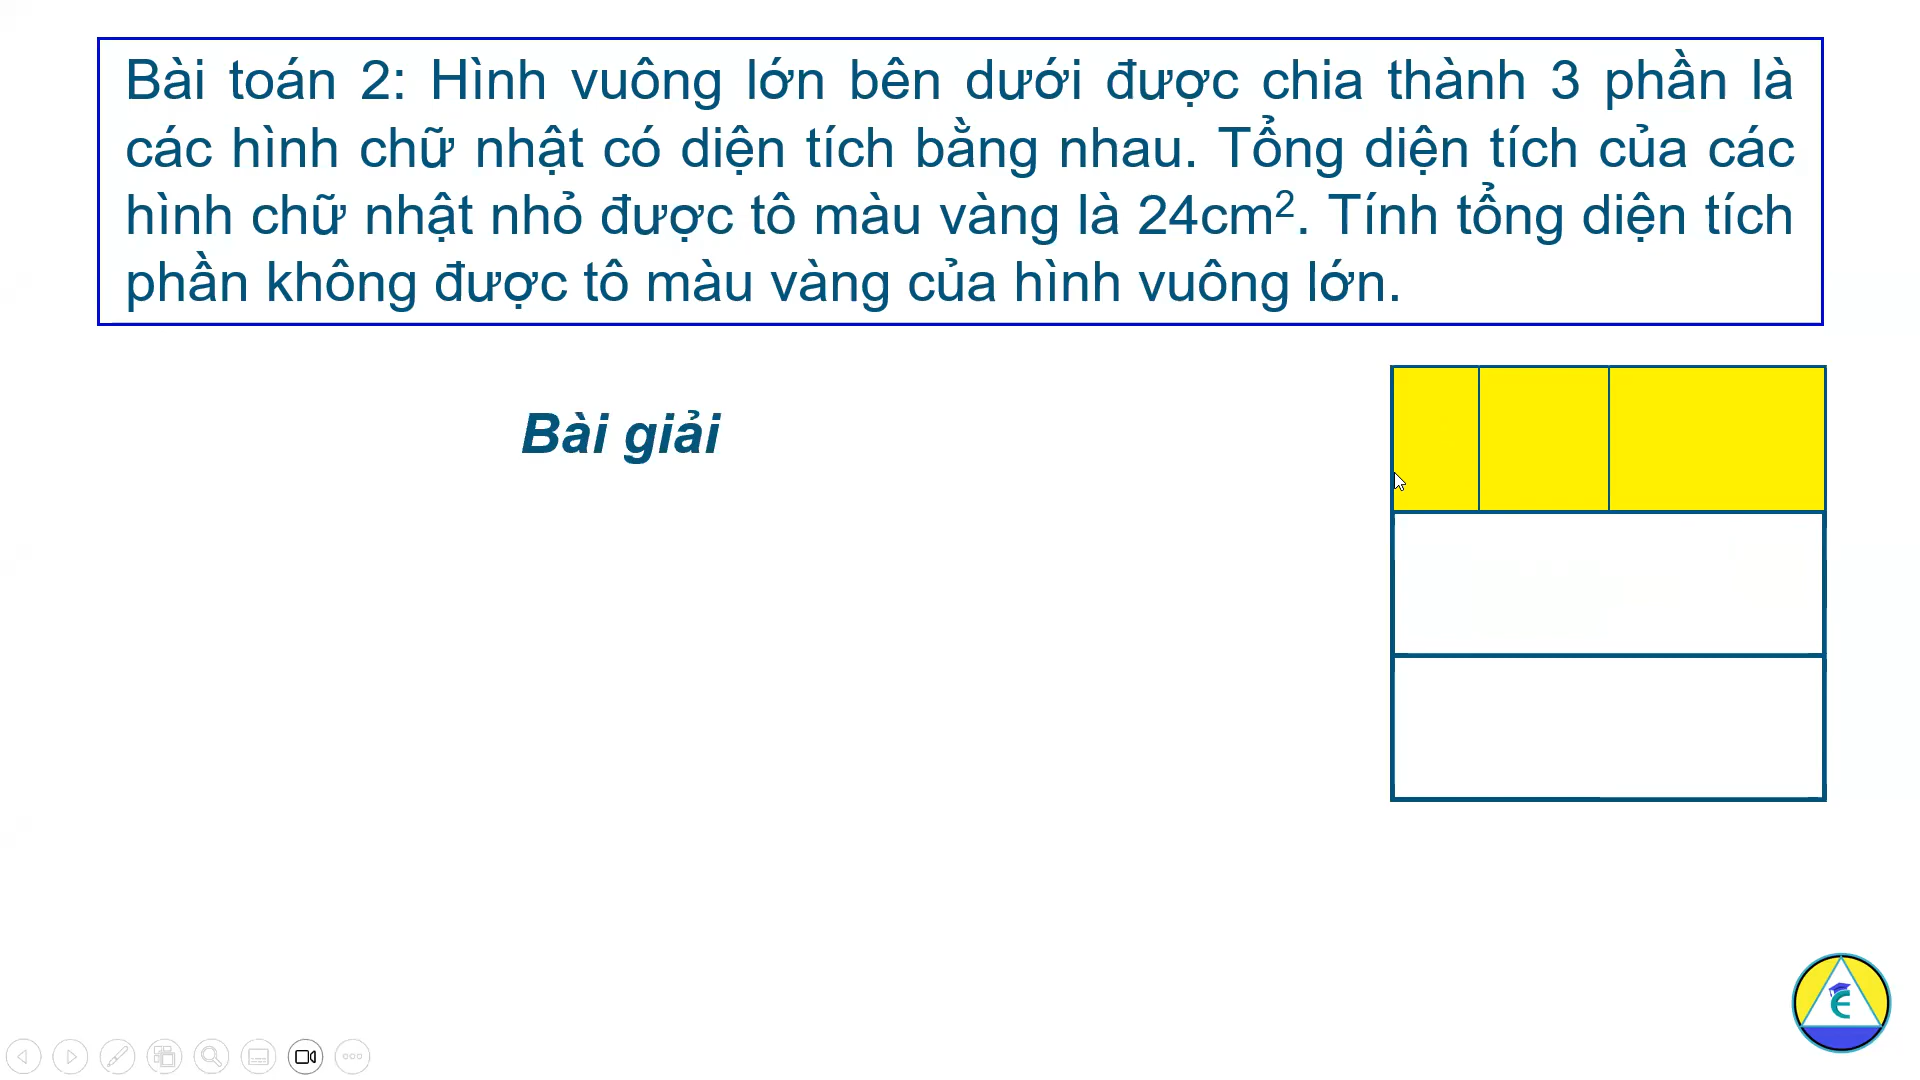 Bài toán 2: Hình vuông lớn bên dưới được chia thành 3 phần là
các hình chữ nhật có diện tích bằng nhau. Tổng diện tích của các
hình chữ nhật nhỏ được tô màu vàng là 24cm². Tính tổng diện tích
phần không được tô màu vàng của hình vuông lớn.
Bài giải